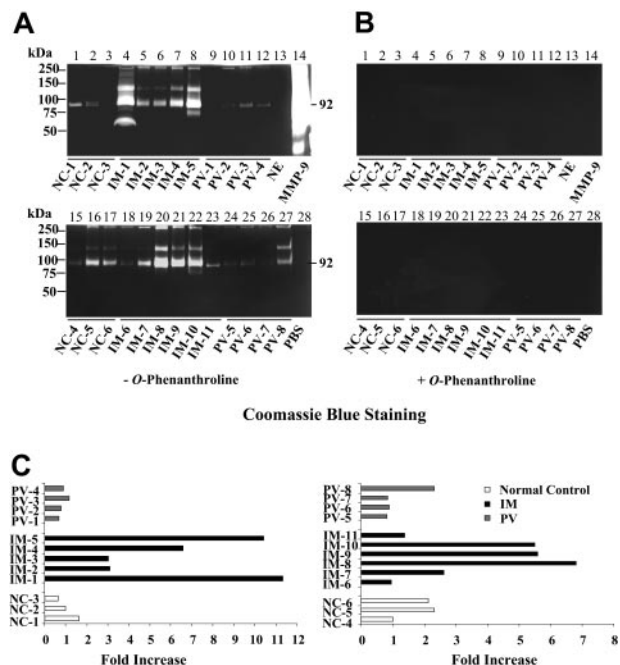 A
B
kDa 1 2 3 4 5 6 7 8 9 10 11 12 13 14
250
150
100
75
50
92
NC-1 NC-2 NC-3 IM-1 IM-2 IM-3 IM-4 IM-5 PV-1 PV-2 PV-3 PV-4 NE MMP-9
1 2 3 4 5 6 7 8 9 10 11 12 13 14
NC-1 NC-2 NC-3 IM-1 IM-2 IM-3 IM-4 IM-5 PV-1 PV-2 PV-3 PV-4 NE MMP-9
kDa 15 16 17 18 19 20 21 22 23 24 25 26 27 28
250
150
100
75
50
92
NC-4 NC-5 NC-6 IM-6 IM-7 IM-8 IM-9 IM-10 IM-11 PV-5 PV-6 PV-7 PV-8 PBS
15 16 17 18 19 20 21 22 23 24 25 26 27 28
NC-4 NC-5 NC-6 IM-6 IM-7 IM-8 IM-9 IM-10 IM-11 PV-5 PV-6 PV-7 PV-8 PBS
- O-Phenanthroline
+ O-Phenanthroline
Coomassie Blue Staining
C
PV-4
PV-3
PV-2
PV-1
IM-5
IM-4
IM-3
IM-2
IM-1
NC-3
NC-2
NC-1
0 1 2 3 4 5 6 7 8 9 10 11 12
Fold Increase
Normal Control
IM
PV
PV-8
PV-7
PV-6
PV-5
IM-11
IM-10
IM-9
IM-8
IM-7
IM-6
NC-6
NC-5
NC-4
0 1 2 3 4 5 6 7 8
Fold Increase